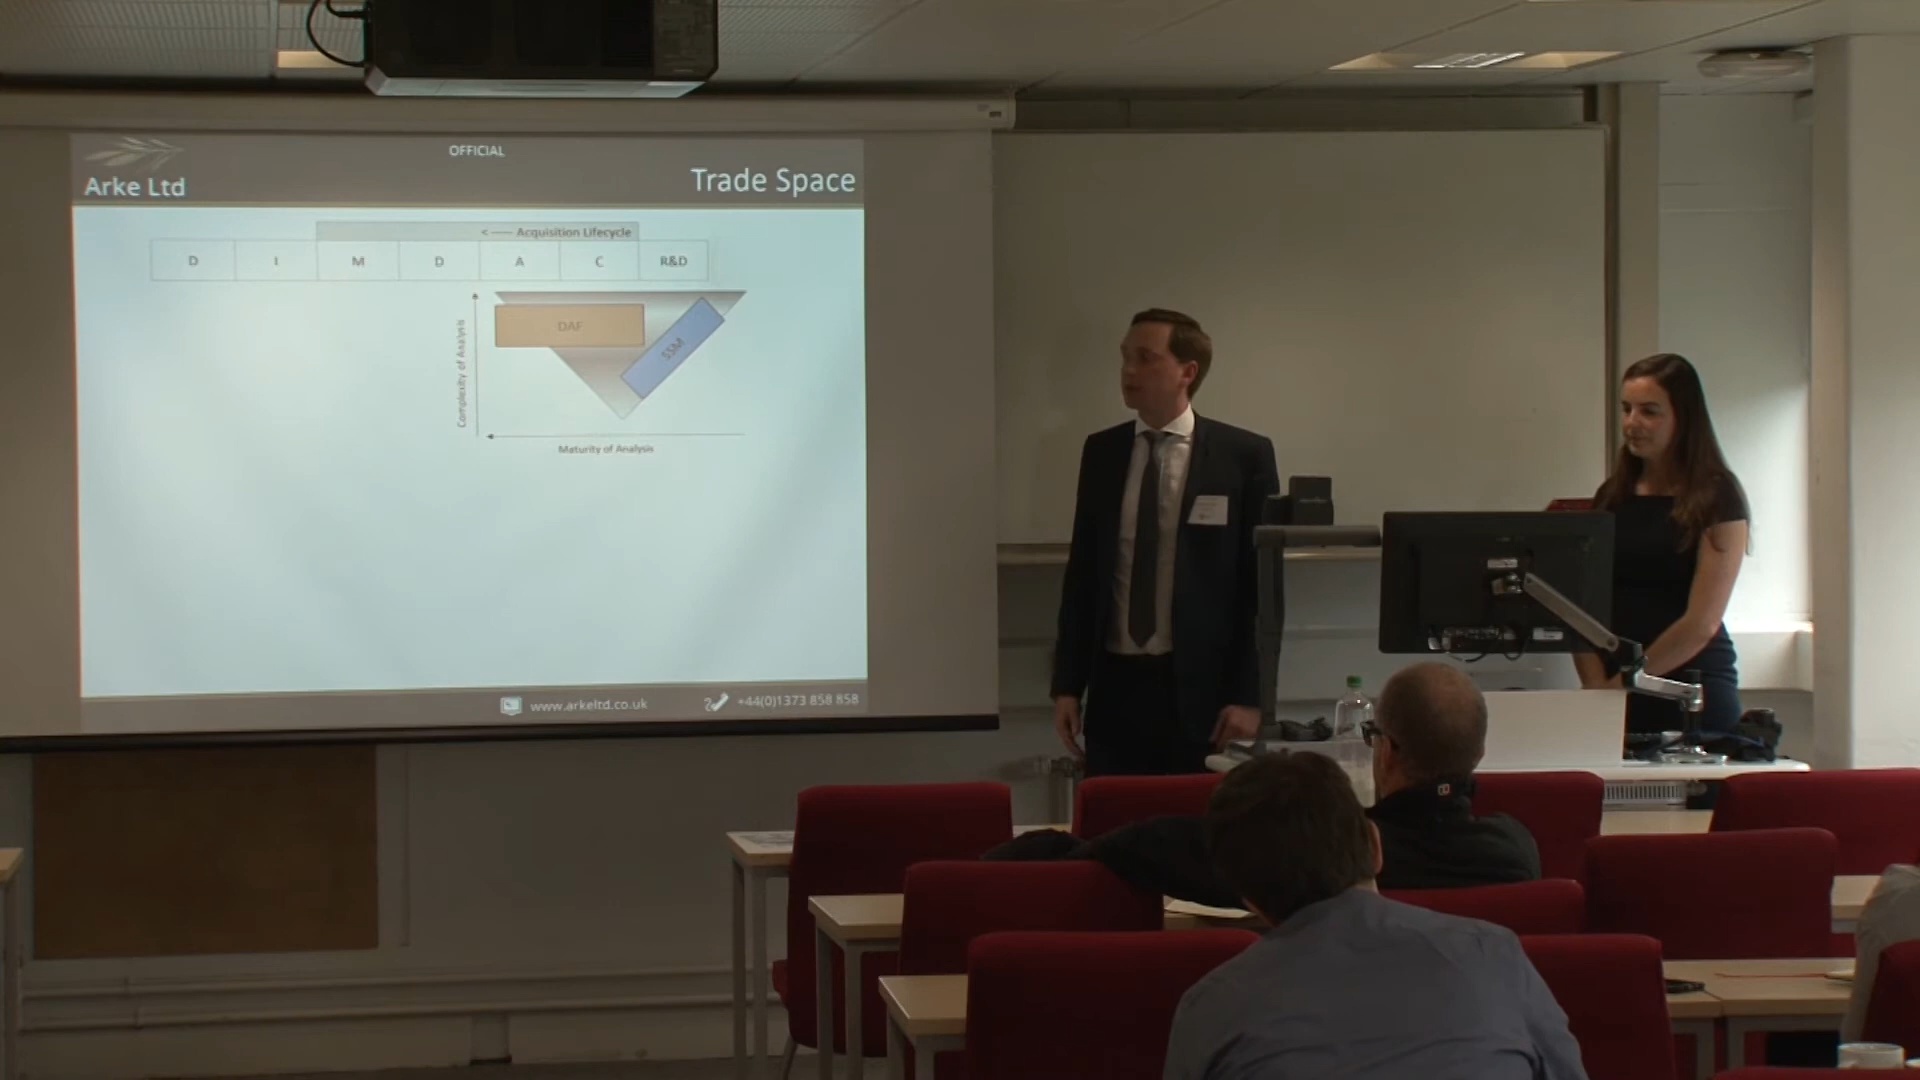 OFFICIAL
Arke Ltd
Trade Space
<----- Acquisition Lifecycle
D I M D A C R&D
DAF
SSM
Complexity of Analysis
Maturity of Analysis
www.arkeltd.co.uk
+44(0)1373 858 858